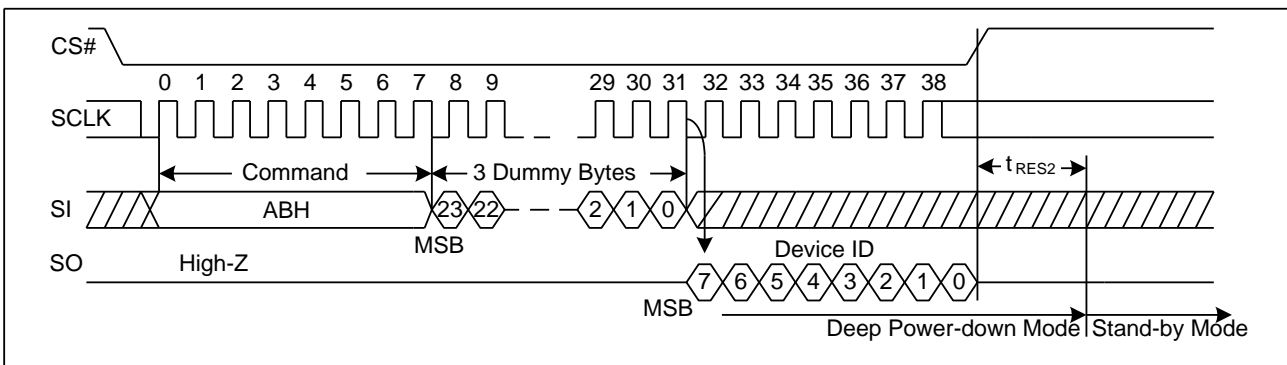 CS#
0 1 2 3 4 5 6 7 8 9 29 30 31 32 33 34 35 36 37 38
SCLK
Command 3 Dummy Bytes tRES2
SI ABH 23 22 2 1 0
MSB
SO High-Z Device ID
7 6 5 4 3 2 1 0
MSB
Deep Power-down Mode Stand-by Mode